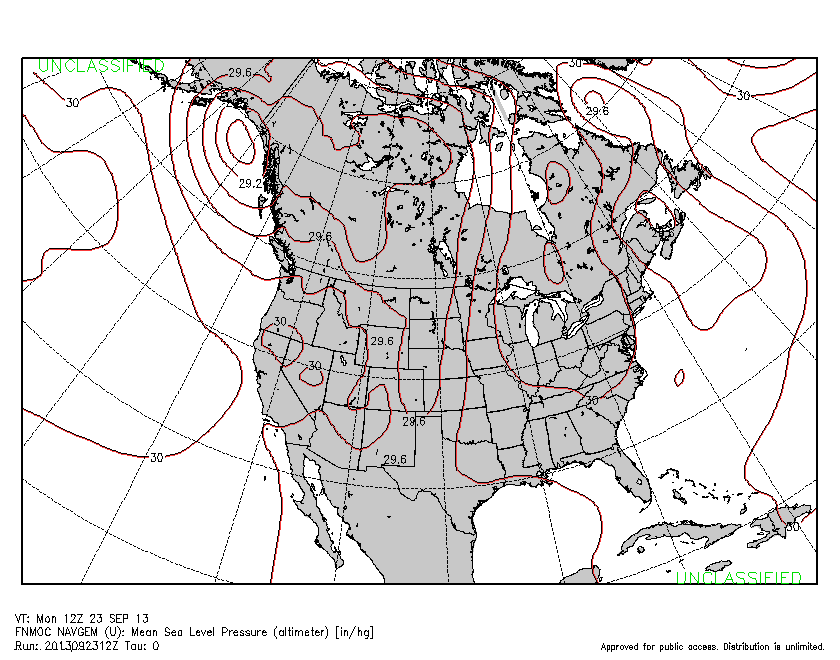 UNCLASSIFIED
29.6
30
30
30
29.6
29.2
29.6
30
29.6
30
30
29.6
29.6
30
30
UNCLASSIFIED
VT: Mon 12Z 23 SEP 13
FNMOC NAVGEM (U): Mean Sea Level Pressure (altimeter) [in/hg]
Run: 2013092312Z Tau: 0
Approved for public access. Distribution is unlimited.